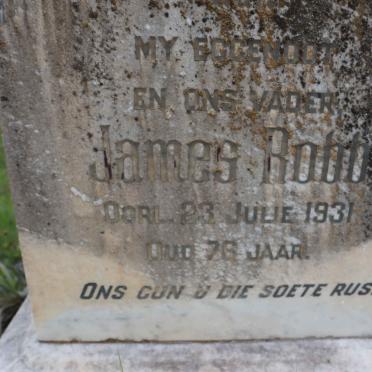 MY EGGENOOT
EN ONS VADER
James Robb
OORL. 23 JULIE 1931
OUD 76 JAAR.
ONS GUN U DIE SOETE RUS